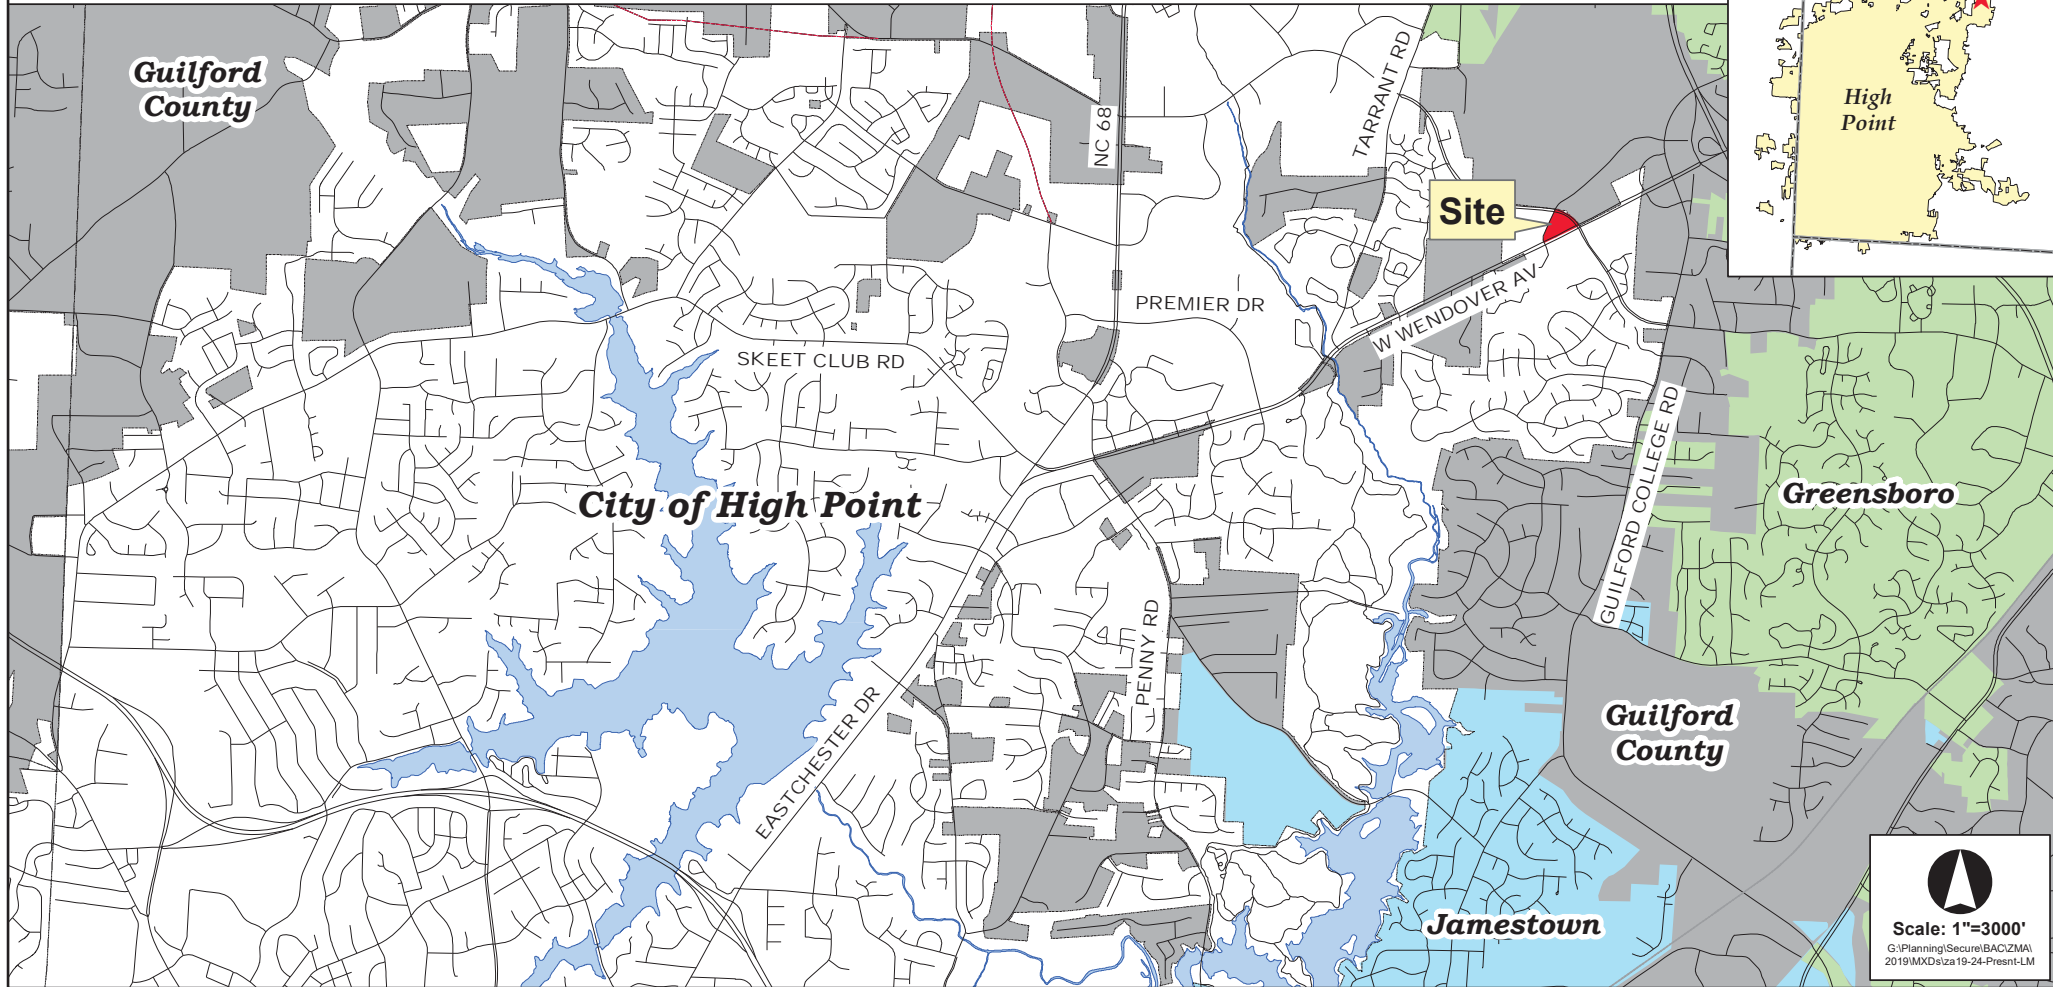 Guilford
County
NC 68
TARRANT RD
High
Point
Site
PREMIER DR
W WENDOVER AV
SKEET CLUB RD
GUILFORD COLLEGE RD
City of High Point
Greensboro
PENNY RD
EASTCHESTER DR
Guilford
County
Jamestown
Scale: 1"=3000'
G:\Planning\Secure\BAC\ZMA\
2019\MXDs\za19-24-Presnt-LM